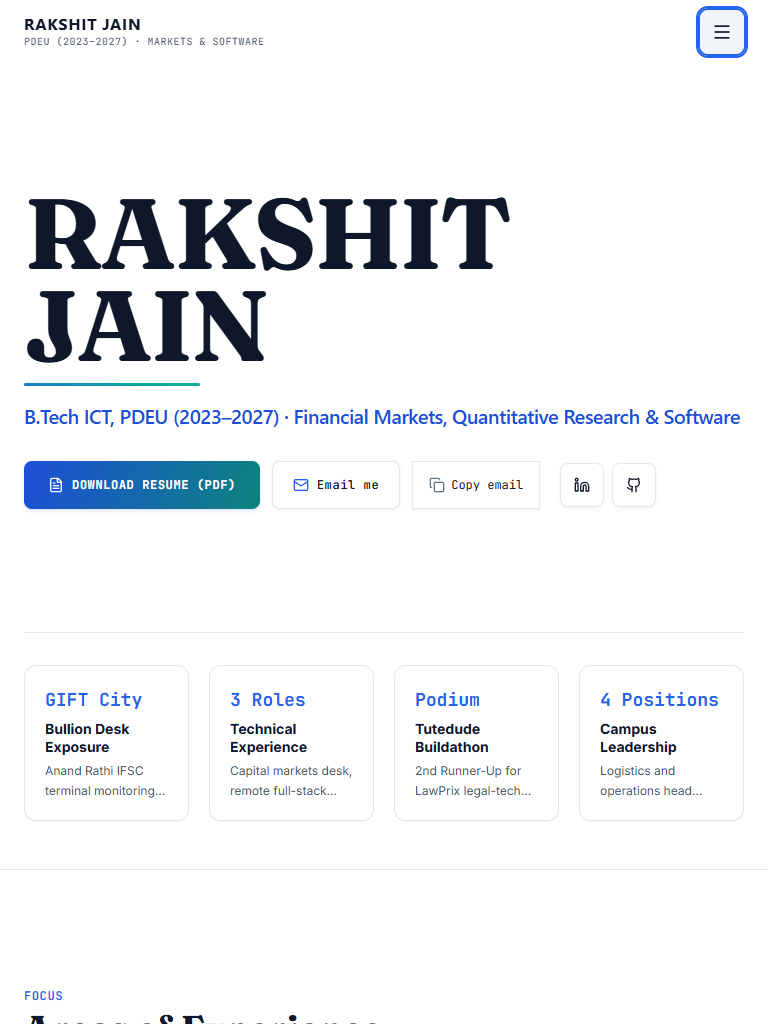 RAKSHIT JAIN
PDEU (2023–2027) · MARKETS & SOFTWARE
RAKSHIT
JAIN
B.Tech ICT, PDEU (2023–2027) · Financial Markets, Quantitative Research & Software
DOWNLOAD RESUME (PDF)
Email me
Copy email
GIFT City
Bullion Desk
Exposure
Anand Rathi IFSC
terminal monitoring...
3 Roles
Technical
Experience
Capital markets desk,
remote full-stack...
Podium
Tutedude
Buildathon
2nd Runner-Up for
LawPrix legal-tech...
4 Positions
Campus
Leadership
Logistics and
operations head...
FOCUS
Areas of Experience